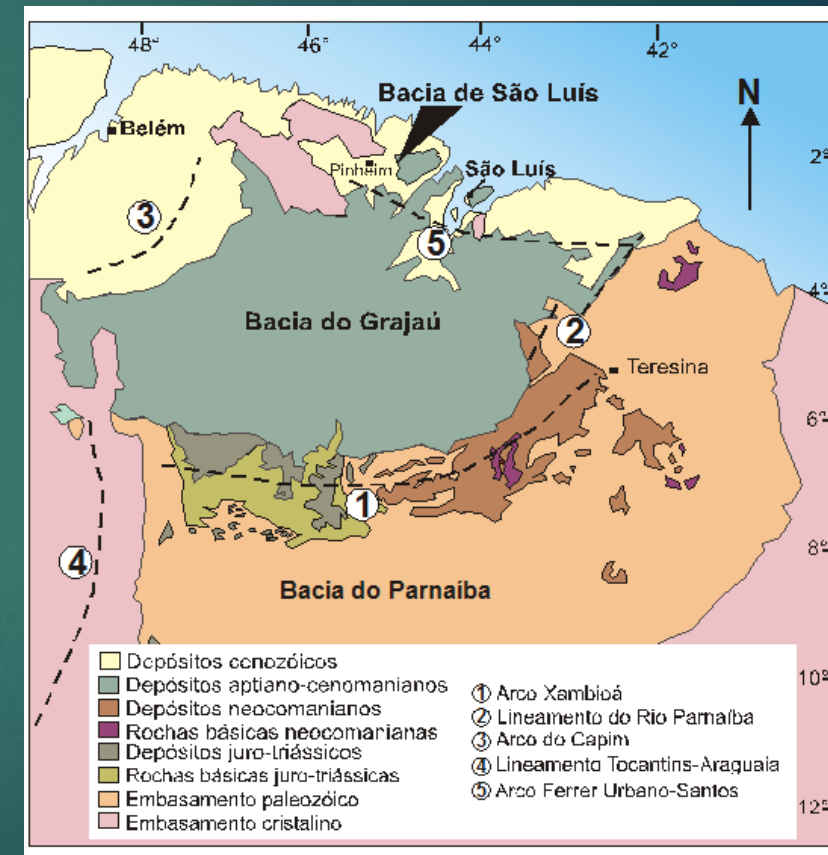 48° 46° 44° 42°
Bacia de São Luís
N
Belém
Pinheim
São Luís
2°
3
5
4°
Bacia do Grajaú
2
Teresina
6°
1
8°
4
Bacia do Parnaíba
Depósitos cenozóicos
Depósitos aptiano-cenomanianos
Depósitos neocomanianos
Rochas básicas neocomarianas
Depósitos juro-triássicos
Rochas básicas juro-triássicas
Embasamento paleozóico
Embasamento cristalino
1 Arco Xambioá
2 Lineamento do Rio Parnaíba
3 Arco do Capim
4 Lineamento Tocantins-Araguaia
5 Arco Ferrer Urbano-Santos
10°
12°